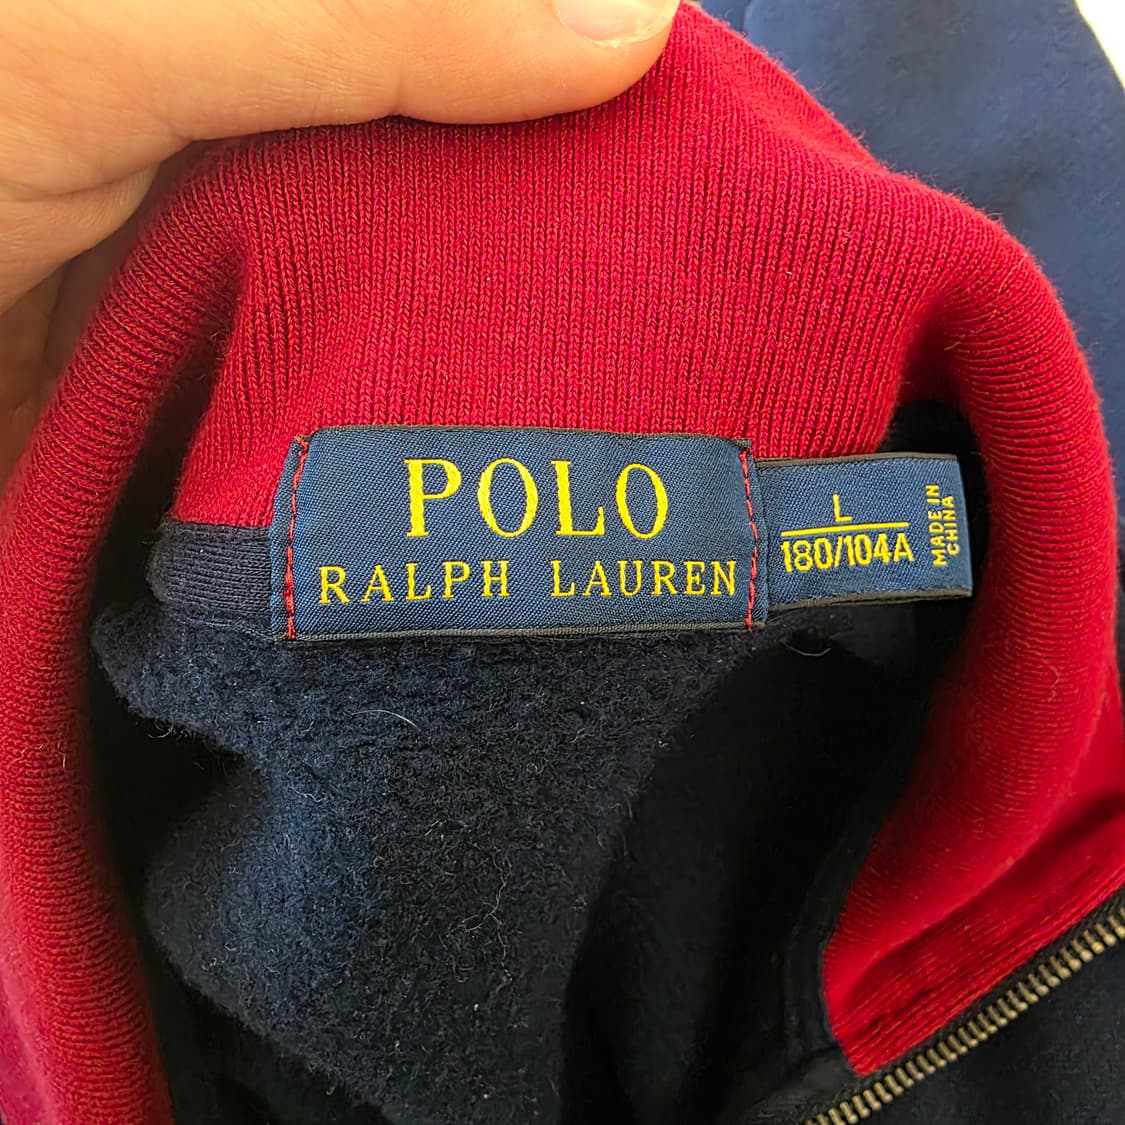 POLO
RALPH LAUREN
L
180/104A
MADE IN
CHINA